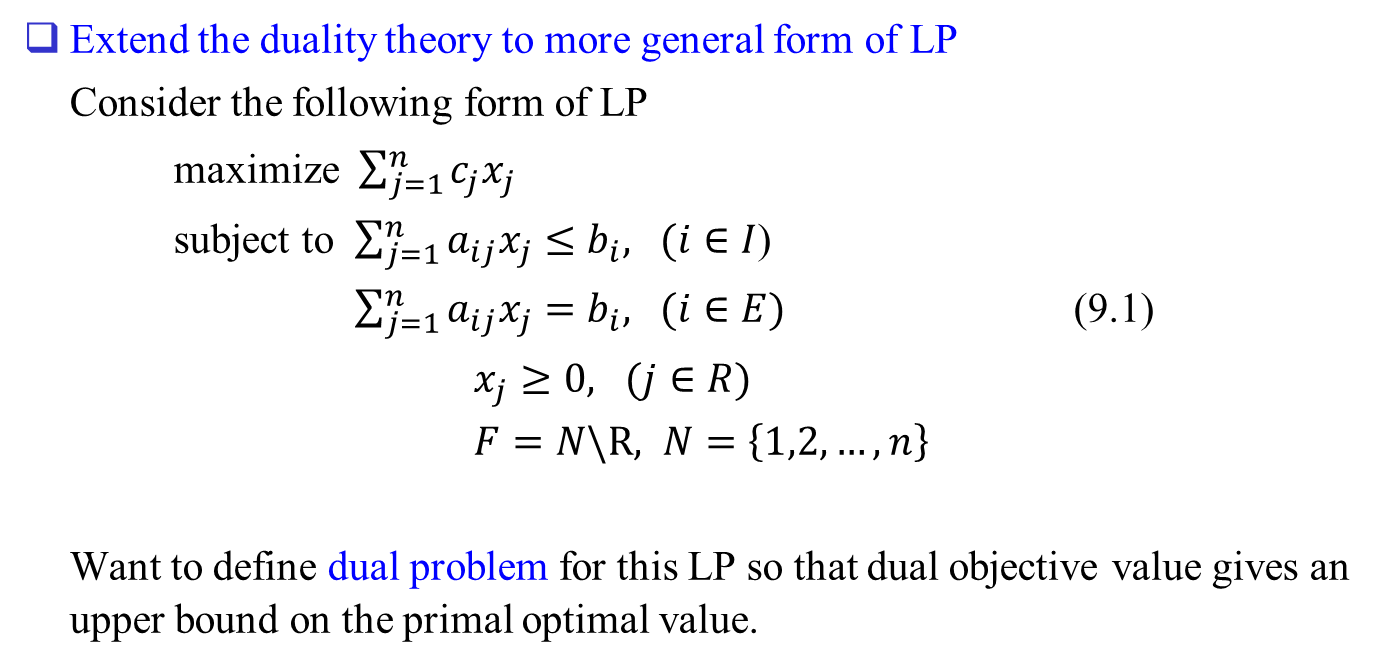 ❑ Extend the duality theory to more general form of LP
Consider the following form of LP
maximize ∑ⁿⱼ₌₁ cⱼxⱼ
subject to ∑ⁿⱼ₌₁ aᵢⱼxⱼ ≤ bᵢ, (i ∈ I)
∑ⁿⱼ₌₁ aᵢⱼxⱼ = bᵢ, (i ∈ E) (9.1)
xⱼ ≥ 0, (j ∈ R)
F = N\R, N = {1,2, … , n}
Want to define dual problem for this LP so that dual objective value gives an
upper bound on the primal optimal value.